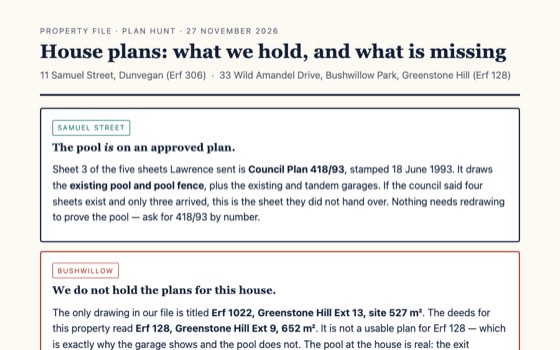 PROPERTY FILE · PLAN HUNT · 27 NOVEMBER 2026
House plans: what we hold, and what is missing
11 Samuel Street, Dunvegan (Erf 306) · 33 Wild Amandel Drive, Bushwillow Park, Greenstone Hill (Erf 128)
SAMUEL STREET
The pool is on an approved plan.
Sheet 3 of the five sheets Lawrence sent is Council Plan 418/93, stamped 18 June 1993. It draws
the existing pool and pool fence, plus the existing and tandem garages. If the council said four
sheets exist and only three arrived, this is the sheet they did not hand over. Nothing needs redrawing
to prove the pool — ask for 418/93 by number.
BUSHWILLOW
We do not hold the plans for this house.
The only drawing in our file is titled Erf 1022, Greenstone Hill Ext 13, site 527 m². The deeds for
this property read Erf 128, Greenstone Hill Ext 9, 652 m². It is not a usable plan for Erf 128 — which
is exactly why the garage shows and the pool does not. The pool at the house is real: the exit